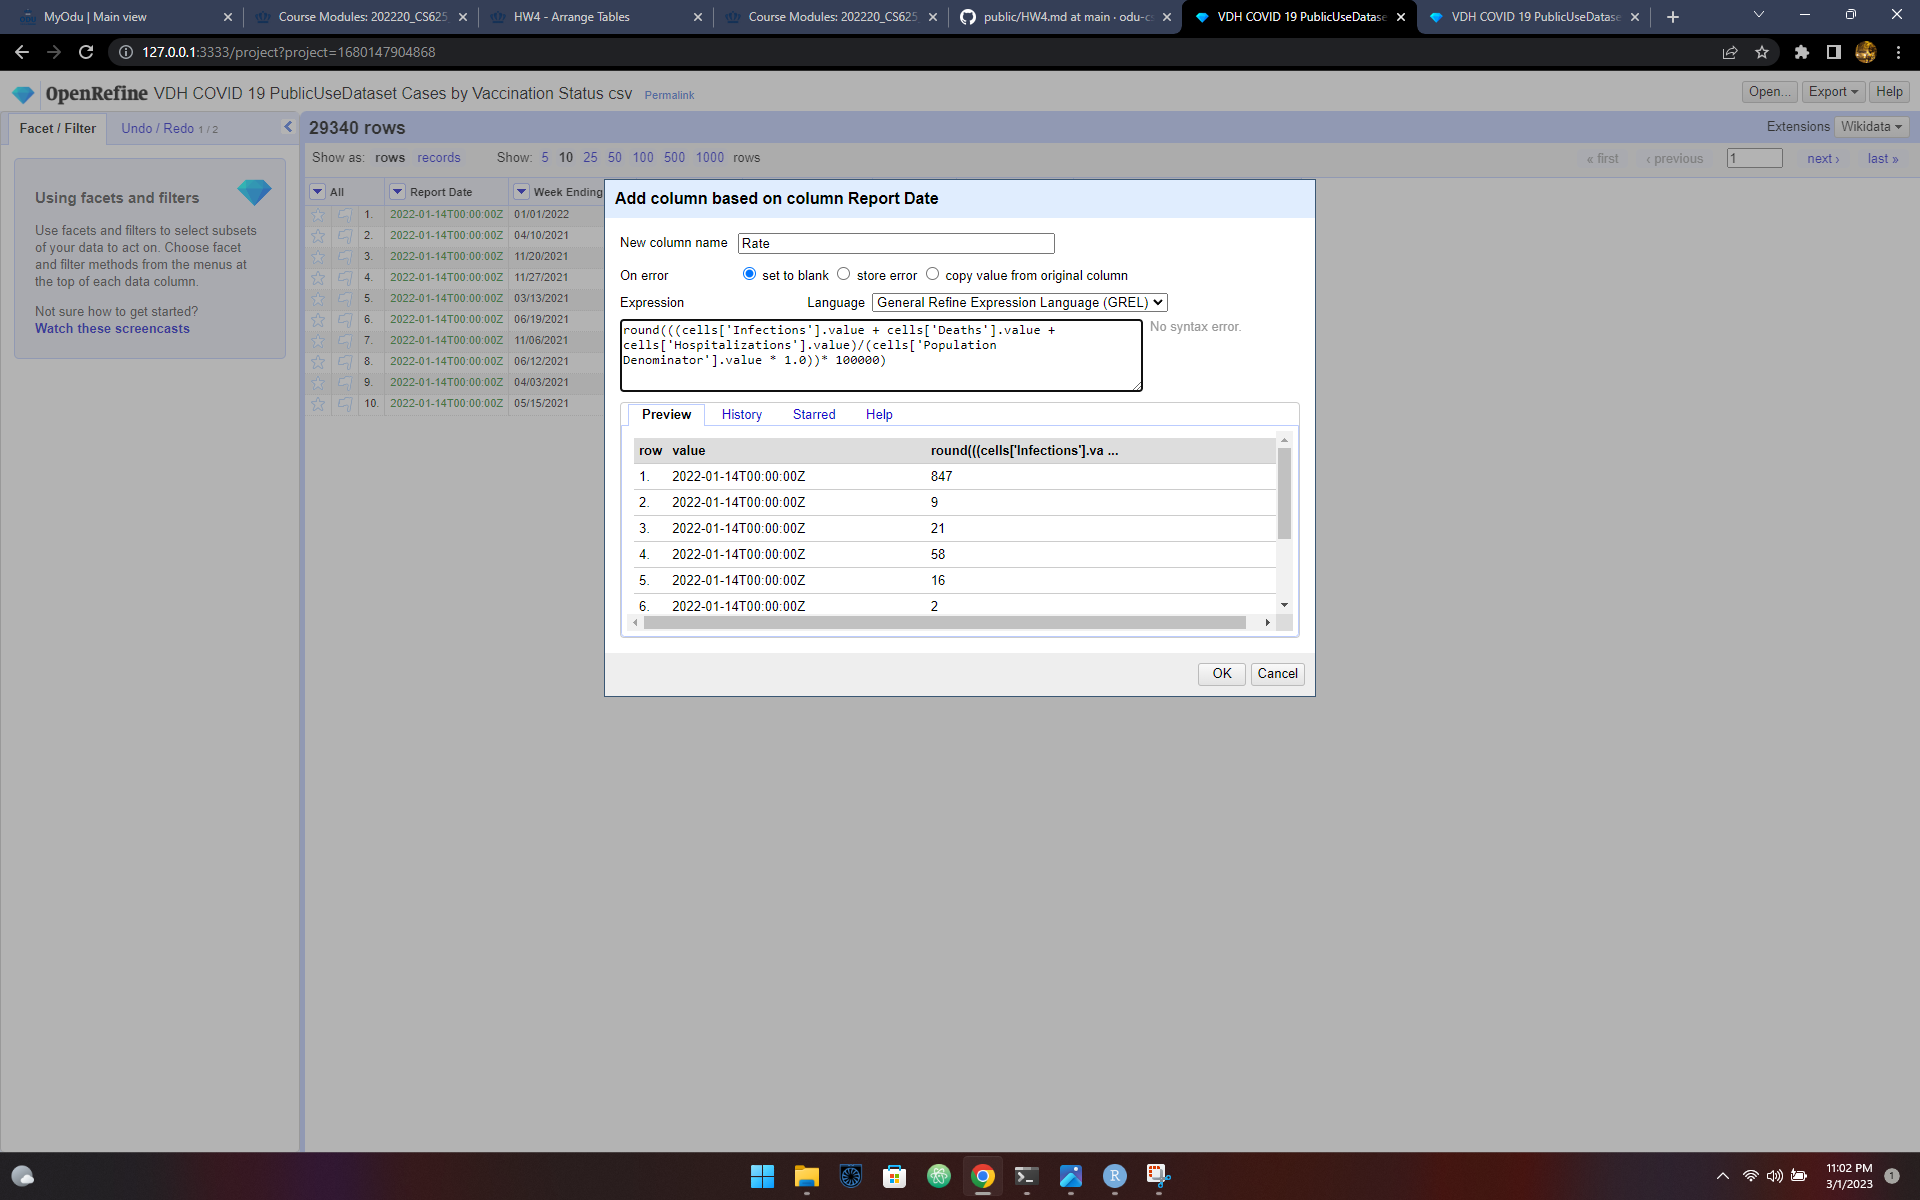 MyOdu | Main view
Course Modules: 202220_CS625
HW4 - Arrange Tables
Course Modules: 202220_CS625
public/HW4.md at main · odu-cs
VDH COVID 19 PublicUseDatase
VDH COVID 19 PublicUseDatase
127.0.0.1:3333/project?project=1680147904868
OpenRefine VDH COVID 19 PublicUseDataset Cases by Vaccination Status csv Permalink
Open... Export Help
Facet / Filter Undo / Redo 1 / 2
29340 rows
Extensions Wikidata
Show as: rows records Show: 5 10 25 50 100 500 1000 rows
« first ‹ previous 1 next › last »
Using facets and filters
Use facets and filters to select subsets
of your data to act on. Choose facet
and filter methods from the menus at
the top of each data column.
Not sure how to get started?
Watch these screencasts
All Report Date Week Ending
1. 2022-01-14T00:00:00Z 01/01/2022
2. 2022-01-14T00:00:00Z 04/10/2021
3. 2022-01-14T00:00:00Z 11/20/2021
4. 2022-01-14T00:00:00Z 11/27/2021
5. 2022-01-14T00:00:00Z 03/13/2021
6. 2022-01-14T00:00:00Z 06/19/2021
7. 2022-01-14T00:00:00Z 11/06/2021
8. 2022-01-14T00:00:00Z 06/12/2021
9. 2022-01-14T00:00:00Z 04/03/2021
10. 2022-01-14T00:00:00Z 05/15/2021
Add column based on column Report Date
New column name Rate
On error set to blank store error copy value from original column
Expression Language General Refine Expression Language (GREL)
round(((cells['Infections'].value + cells['Deaths'].value +
cells['Hospitalizations'].value)/(cells['Population
Denominator'].value * 1.0))* 100000)
No syntax error.
Preview History Starred Help
row value round(((cells['Infections'].va ...
1. 2022-01-14T00:00:00Z 847
2. 2022-01-14T00:00:00Z 9
3. 2022-01-14T00:00:00Z 21
4. 2022-01-14T00:00:00Z 58
5. 2022-01-14T00:00:00Z 16
6. 2022-01-14T00:00:00Z 2
OK Cancel
11:02 PM
3/1/2023
1